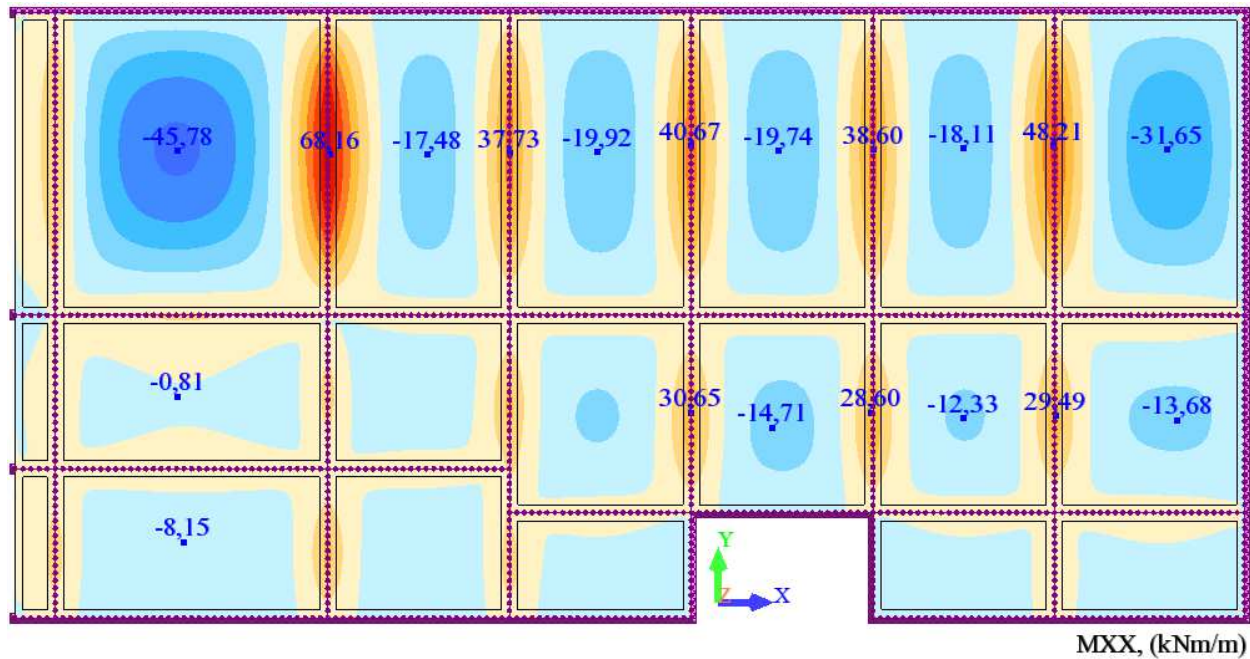 -45,78 68,16 -17,48 37,73 -19,92 40,67 -19,74 38,60 -18,11 48,21 -31,65
-0,81 30,65 -14,71 28,60 -12,33 29,49 -13,68
-8,15
Y
Z X
MXX, (kNm/m)